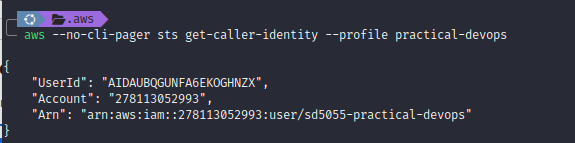 .aws
aws --no-cli-pager sts get-caller-identity --profile practical-devops
{
    "UserId": "AIDAUBQGUNFA6EKOGHNZX",
    "Account": "278113052993",
    "Arn": "arn:aws:iam::278113052993:user/sd5055-practical-devops"
}